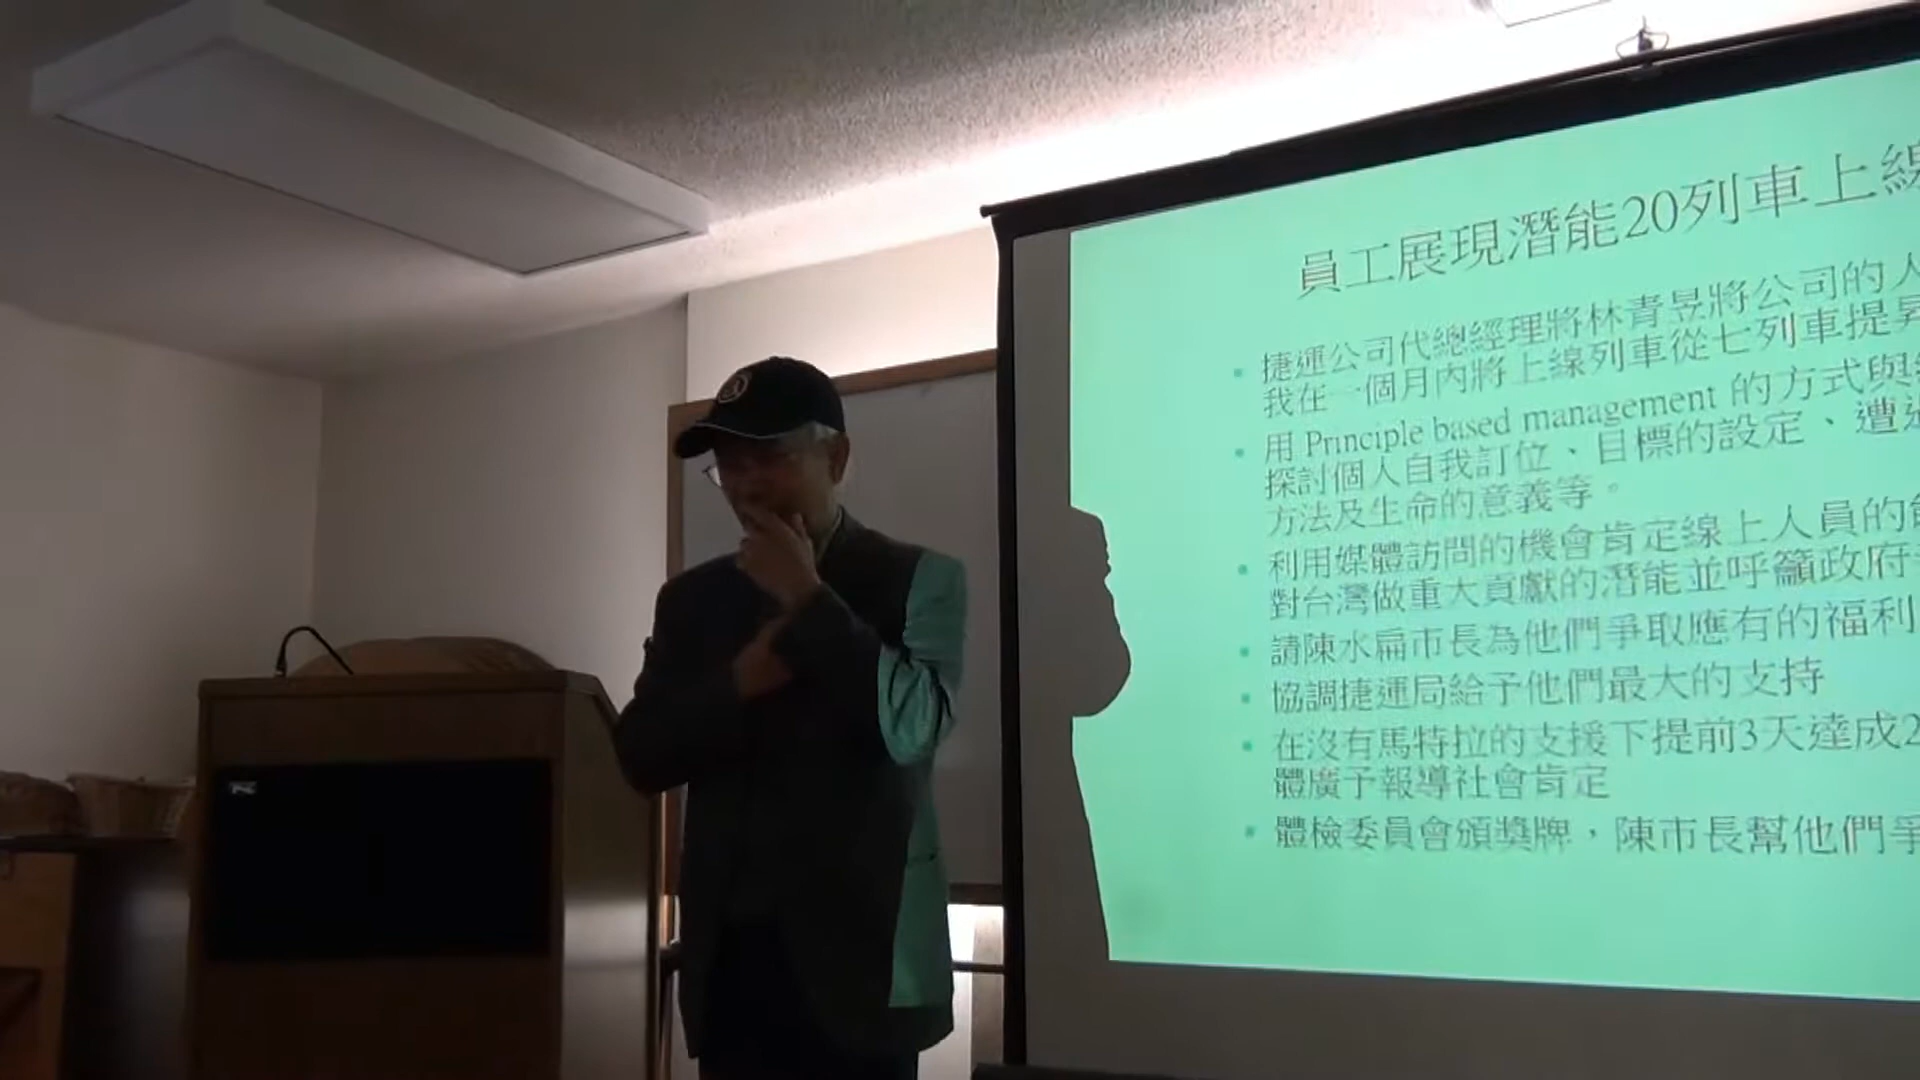 員工展現潛能20列車上線
捷運公司代總經理將林青昱將公司的人
我在一個月內將上線列車從七列車提昇
用 Principle based management 的方式與
探討個人自我訂位、目標的設定、遭遇
方法及生命的意義等。
利用媒體訪問的機會肯定線上人員的
對台灣做重大貢獻的潛能並呼籲政府
請陳水扁市長為他們爭取應有的福利
協調捷運局給予他們最大的支持
在沒有馬特拉的支援下提前3天達成2
體廣予報導社會肯定
體檢委員會頒獎牌，陳市長幫他們爭